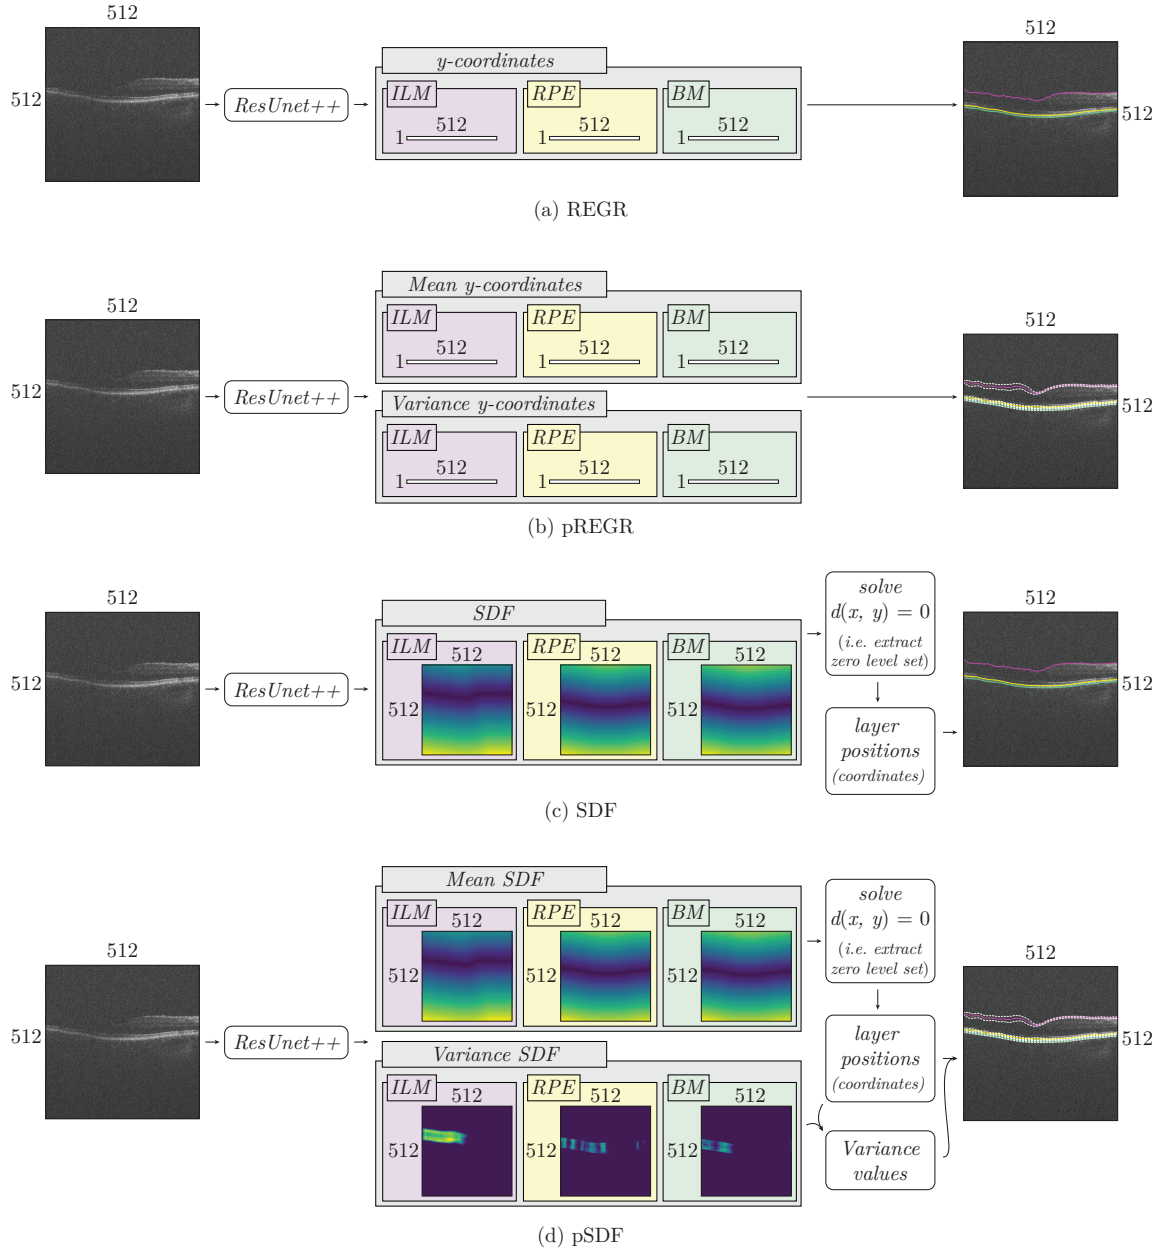 512
512
ResUnet++
y-coordinates
ILM
RPE
BM
512
512
512
1
1
1
512
512
(a) REGR
512
512
ResUnet++
Mean y-coordinates
ILM
RPE
BM
512
512
512
1
1
1
Variance y-coordinates
ILM
RPE
BM
512
512
512
1
1
1
512
512
(b) pREGR
512
512
ResUnet++
SDF
ILM
RPE
BM
512
512
512
512
512
512
solve
d(x, y) = 0
(i.e. extract
zero level set)
layer
positions
(coordinates)
512
512
(c) SDF
512
512
ResUnet++
Mean SDF
ILM
RPE
BM
512
512
512
512
512
512
Variance SDF
ILM
RPE
BM
512
512
512
512
512
512
solve
d(x, y) = 0
(i.e. extract
zero level set)
layer
positions
(coordinates)
Variance
values
512
512
(d) pSDF